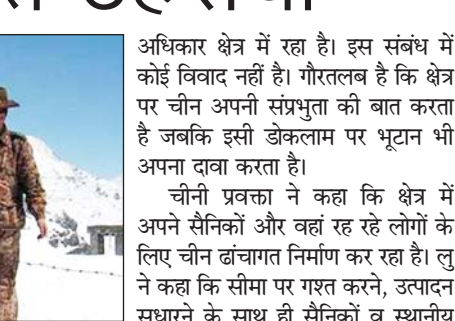 अधिकार क्षेत्र में रहा है। इस संबंध में
कोई विवाद नहीं है। गौरतलब है कि क्षेत्र
पर चीन अपनी संप्रभुता की बात करता
है जबकि इसी डोकलाम पर भूटान भी
अपना दावा करता है।
चीनी प्रवक्ता ने कहा कि क्षेत्र में
अपने सैनिकों और वहां रह रहे लोगों के
लिए चीन ढांचागत निर्माण कर रहा है। लु
ने कहा कि सीमा पर गश्त करने, उत्पादन
सुधारने के साथ ही सैनिकों व स्थानीय